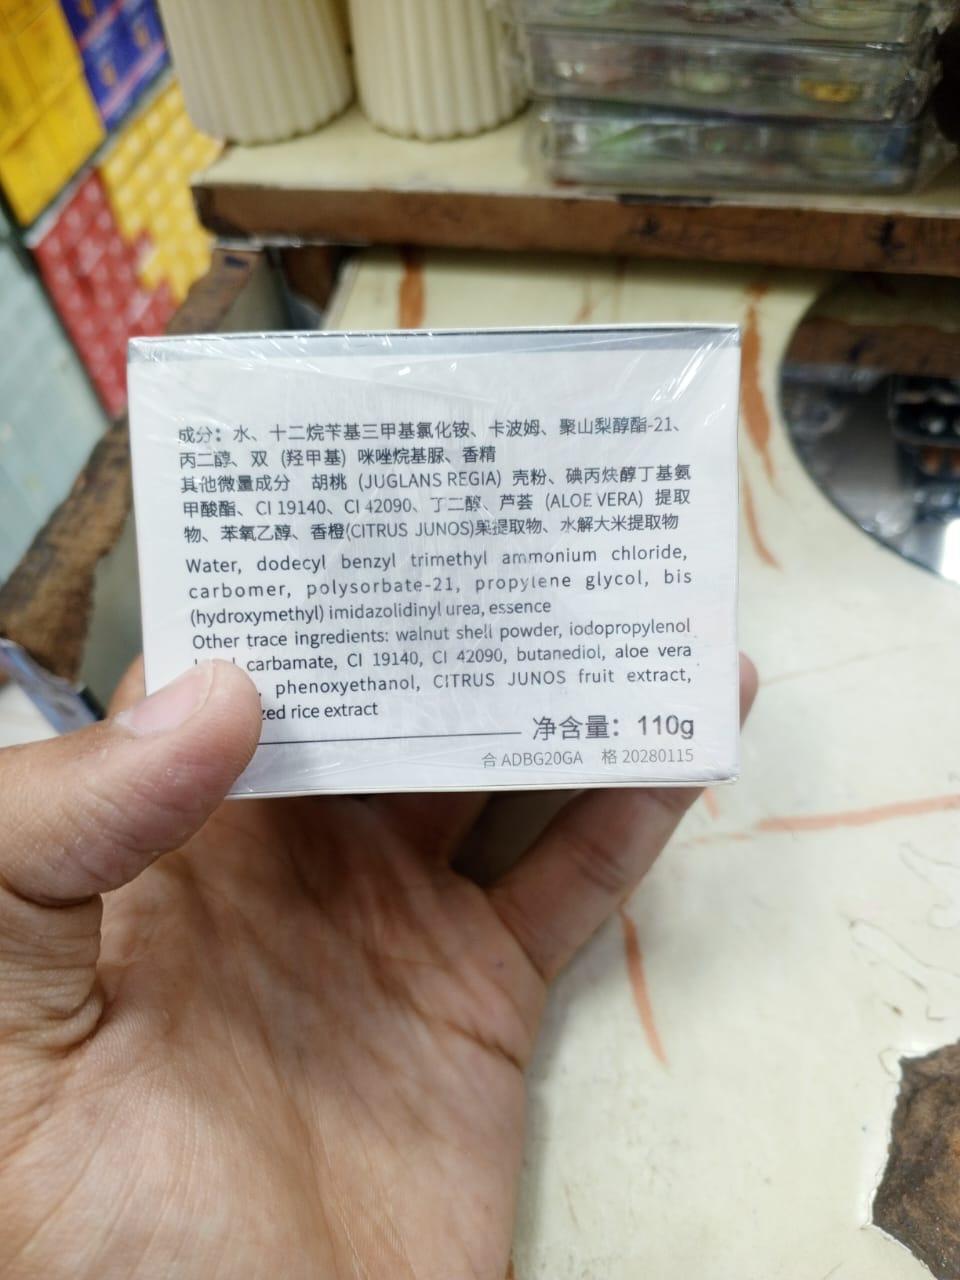 成分：水、十二烷苄基三甲基氯化铵、卡波姆、聚山梨醇酯-21、
丙二醇、双 (羟甲基) 咪唑烷基脲、香精
其他微量成分 胡桃 (JUGLANS REGIA) 壳粉、碘丙炔醇丁基氨
甲酸酯、CI 19140、CI 42090、丁二醇、芦荟 (ALOE VERA) 提取
物、苯氧乙醇、香橙(CITRUS JUNOS)果提取物、水解大米提取物
Water, dodecyl benzyl trimethyl ammonium chloride,
carbomer, polysorbate-21, propylene glycol, bis
(hydroxymethyl) imidazolidinyl urea, essence
Other trace ingredients: walnut shell powder, iodopropylenol
carbamate, CI 19140, CI 42090, butanediol, aloe vera
, phenoxyethanol, CITRUS JUNOS fruit extract,
zed rice extract
净含量：110g
合 ADBG20GA 格 20280115